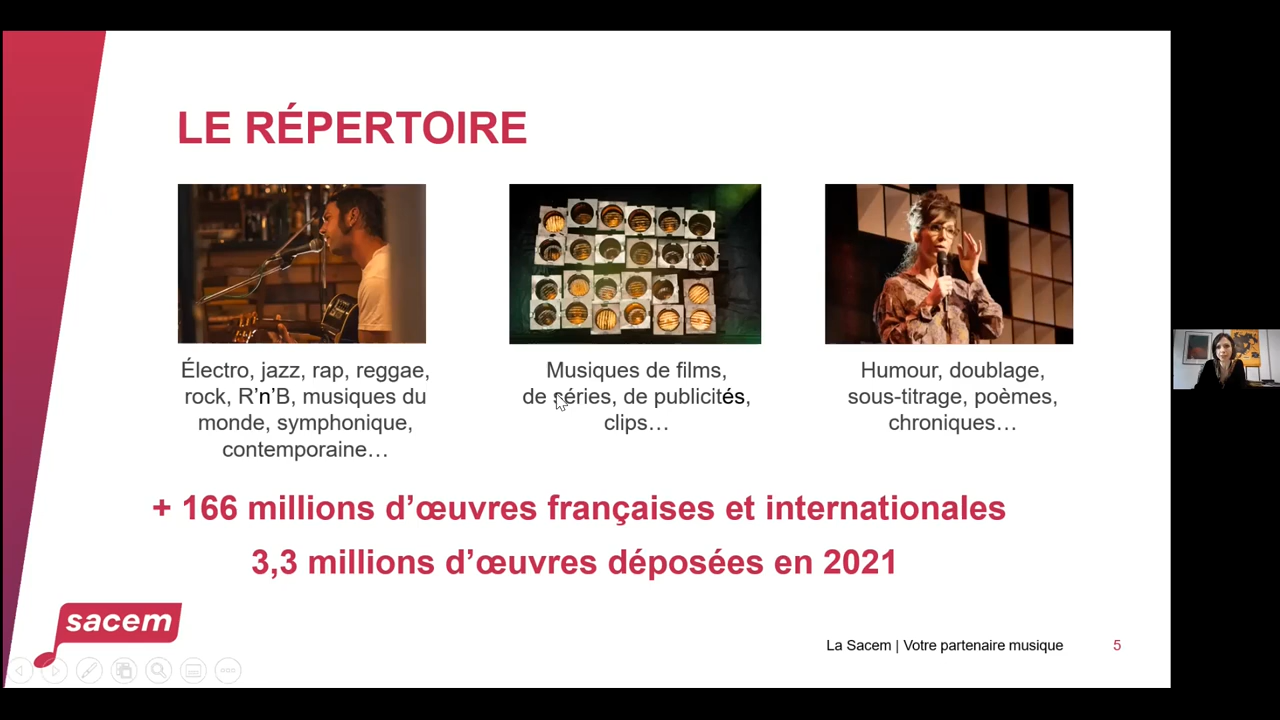 LE RÉPERTOIRE
Électro, jazz, rap, reggae,
rock, R’n’B, musiques du
monde, symphonique,
contemporaine…
Musiques de films,
de séries, de publicités,
clips…
Humour, doublage,
sous-titrage, poèmes,
chroniques…
+ 166 millions d’œuvres françaises et internationales
3,3 millions d’œuvres déposées en 2021
sacem
La Sacem | Votre partenaire musique
5